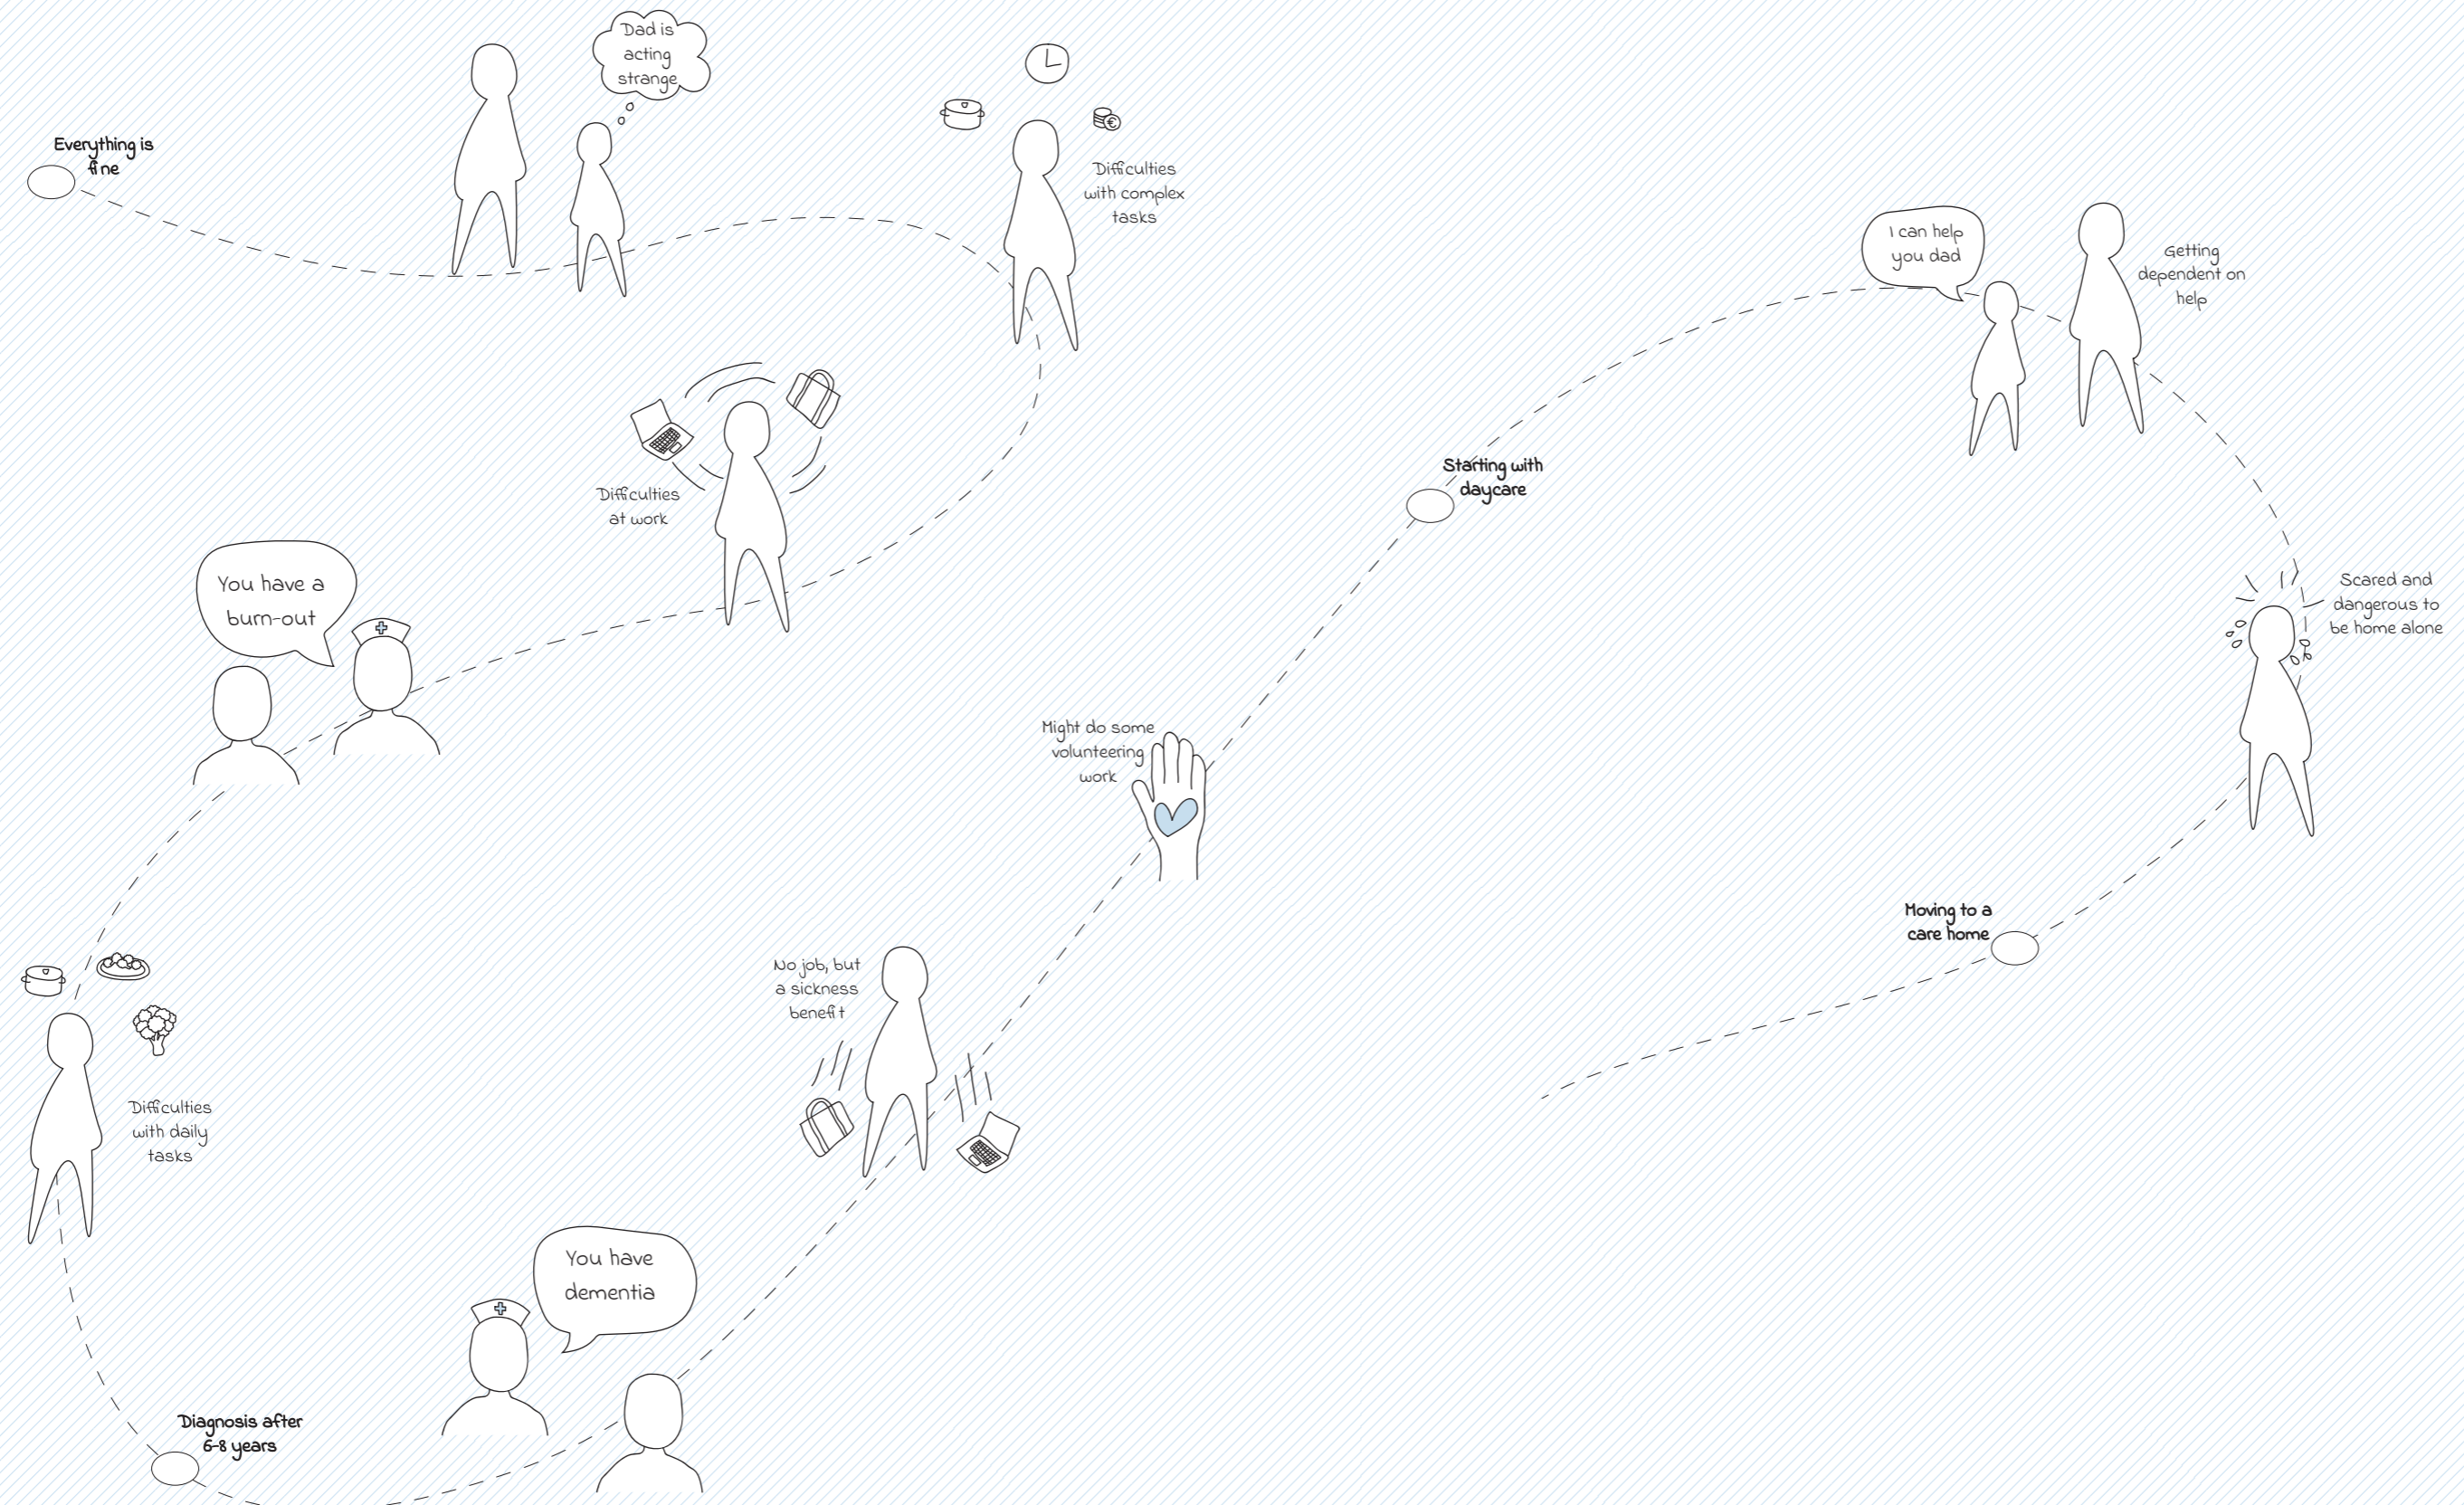 Everything is
fine
Dad is
acting
strange
Difficulties
with complex
tasks
Difficulties
at work
You have a
burn-out
Difficulties
with daily
tasks
Diagnosis after
6-8 years
You have
dementia
No job, but
a sickness
benefit
Might do some
volunteering
work
Starting with
daycare
I can help
you dad
Getting
dependent on
help
Scared and
dangerous to
be home alone
Moving to a
care home